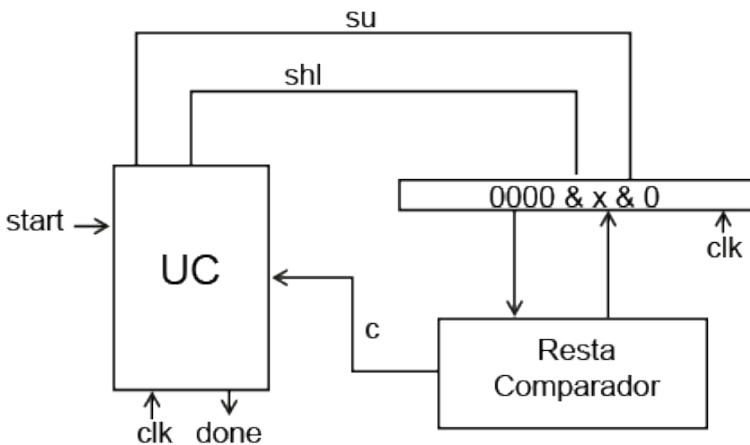 su
shl
0000 & x & 0
start
clk
UC
c
Resta
Comparador
clk
done